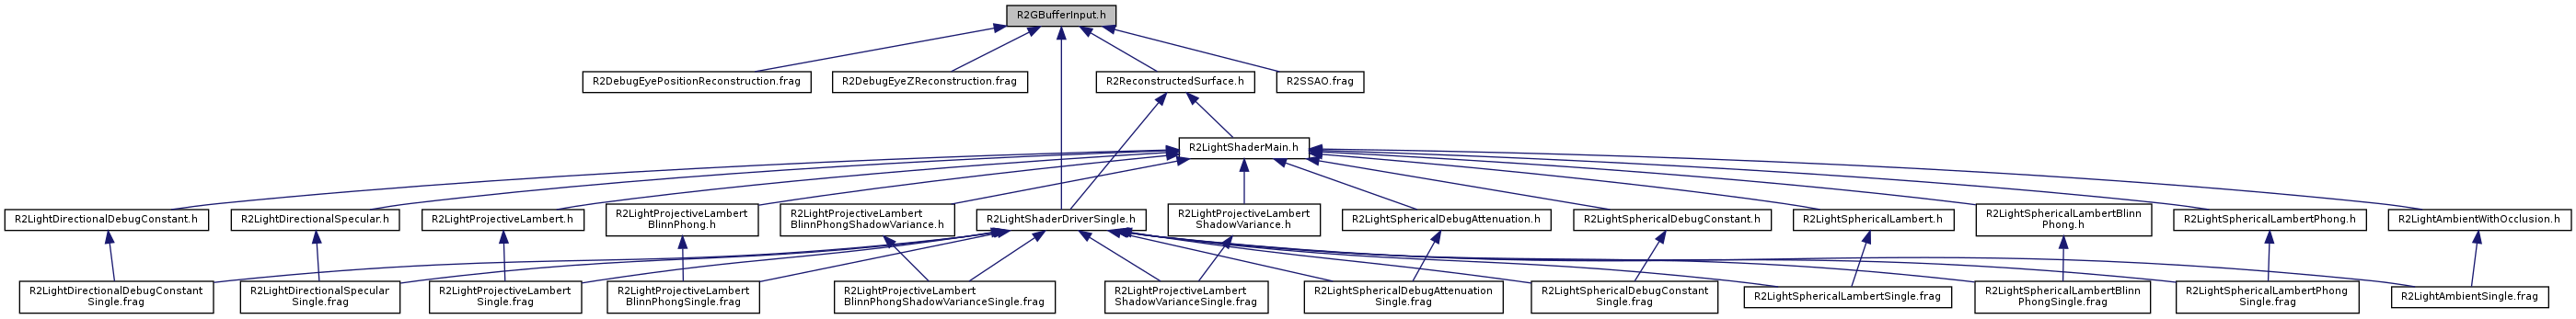 R2GBufferInput.h
R2DebugEyePositionReconstruction.frag
R2DebugEyeZReconstruction.frag
R2ReconstructedSurface.h
R2SSAO.frag
R2LightShaderMain.h
R2LightDirectionalDebugConstant.h
R2LightDirectionalSpecular.h
R2LightProjectiveLambert.h
R2LightProjectiveLambert
BlinnPhong.h
R2LightProjectiveLambert
BlinnPhongShadowVariance.h
R2LightShaderDriverSingle.h
R2LightProjectiveLambert
ShadowVariance.h
R2LightSphericalDebugAttenuation.h
R2LightSphericalDebugConstant.h
R2LightSphericalLambert.h
R2LightSphericalLambertBlinn
Phong.h
R2LightSphericalLambertPhong.h
R2LightAmbientWithOcclusion.h
R2LightDirectionalDebugConstant
Single.frag
R2LightDirectionalSpecular
Single.frag
R2LightProjectiveLambert
Single.frag
R2LightProjectiveLambert
BlinnPhongSingle.frag
R2LightProjectiveLambert
BlinnPhongShadowVarianceSingle.frag
R2LightProjectiveLambert
ShadowVarianceSingle.frag
R2LightSphericalDebugAttenuation
Single.frag
R2LightSphericalDebugConstant
Single.frag
R2LightSphericalLambertSingle.frag
R2LightSphericalLambertBlinn
PhongSingle.frag
R2LightSphericalLambertPhong
Single.frag
R2LightAmbientSingle.frag